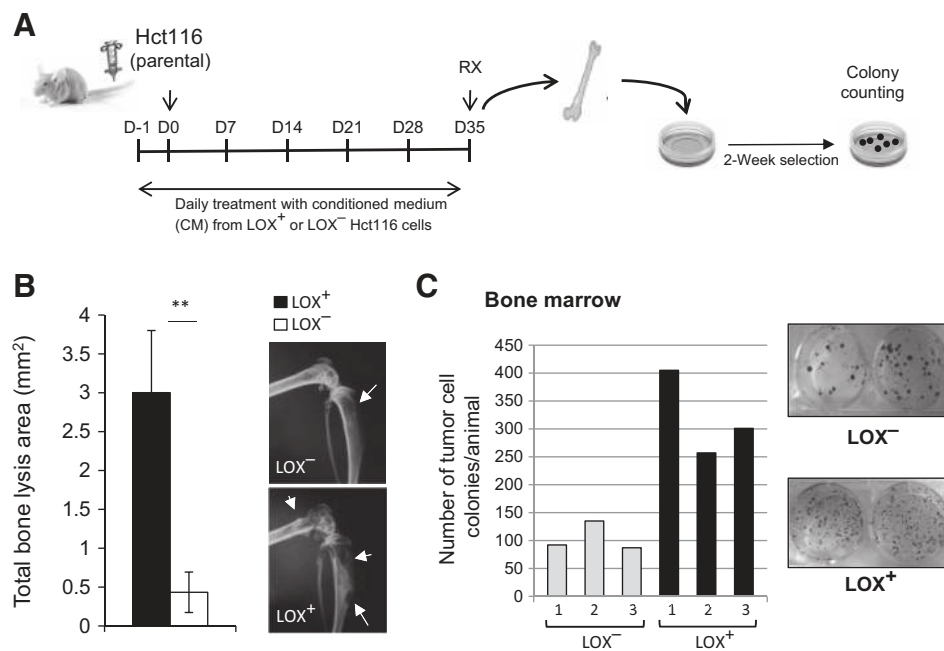 A
Hct116
(parental)
RX
Colony
counting
D-1 D0 D7 D14 D21 D28 D35
2-Week selection
Daily treatment with conditioned medium
(CM) from LOX+ or LOX− Hct116 cells
B
LOX+
LOX−
**
Total bone lysis area (mm²)
4
3.5
3
2.5
2
1.5
1
0.5
0
LOX−
LOX+
C
Bone marrow
Number of tumor cell
colonies/animal
450
400
350
300
250
200
150
100
50
0
1 2 3 1 2 3
LOX− LOX+
LOX−
LOX+